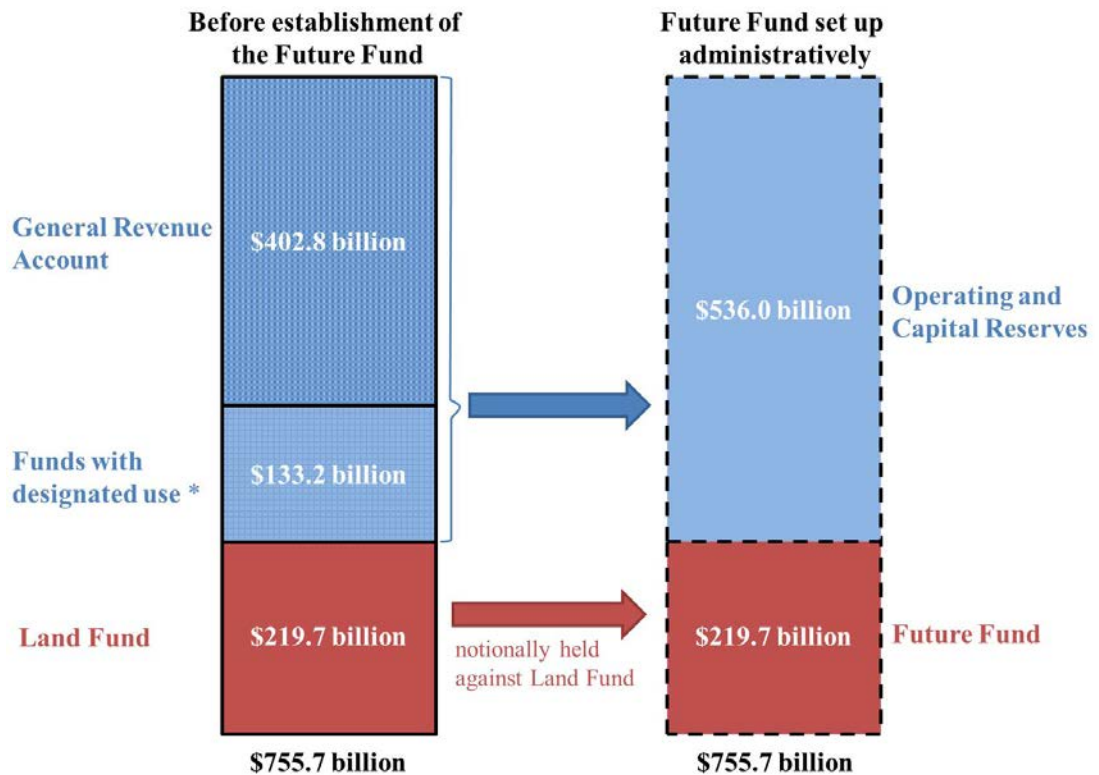 Before establishment of
the Future Fund
Future Fund set up
administratively
General Revenue
Account
$402.8 billion
$536.0 billion
Operating and
Capital Reserves
Funds with
designated use *
$133.2 billion
Land Fund
$219.7 billion
notionally held
against Land Fund
$219.7 billion
Future Fund
$755.7 billion
$755.7 billion